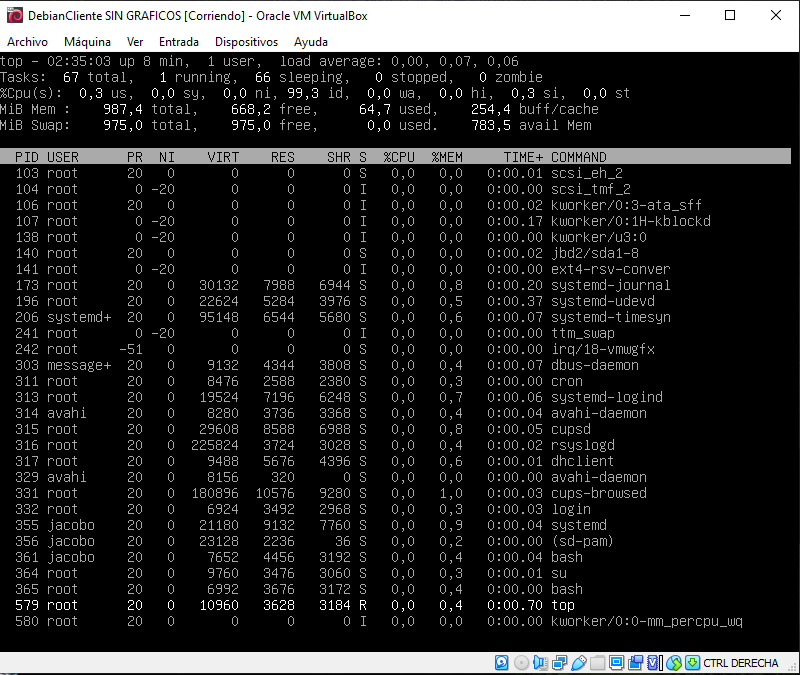 DebianCliente SIN GRAFICOS [Corriendo] - Oracle VM VirtualBox
Archivo Máquina Ver Entrada Dispositivos Ayuda
top - 02:35:03 up 8 min, 1 user, load average: 0,00, 0,07, 0,06
Tasks: 67 total, 1 running, 66 sleeping, 0 stopped, 0 zombie
%Cpu(s): 0,3 us, 0,0 sy, 0,0 ni, 99,3 id, 0,0 wa, 0,0 hi, 0,3 si, 0,0 st
MiB Mem : 987,4 total, 668,2 free, 64,7 used, 254,4 buff/cache
MiB Swap: 975,0 total, 975,0 free, 0,0 used. 783,5 avail Mem
PID USER PR NI VIRT RES SHR S %CPU %MEM TIME+ COMMAND
103 root 20 0 0 0 0 S 0,0 0,0 0:00.01 scsi_eh_2
104 root 0 -20 0 0 0 I 0,0 0,0 0:00.00 scsi_tmf_2
106 root 20 0 0 0 0 I 0,0 0,0 0:00.02 kworker/0:3-ata_sff
107 root 0 -20 0 0 0 I 0,0 0,0 0:00.17 kworker/0:1H-kblockd
138 root 0 -20 0 0 0 I 0,0 0,0 0:00.00 kworker/u3:0
140 root 20 0 0 0 0 S 0,0 0,0 0:00.02 jbd2/sda1-8
141 root 0 -20 0 0 0 I 0,0 0,0 0:00.00 ext4-rsv-conver
173 root 20 0 30132 7988 6944 S 0,0 0,8 0:00.20 systemd-journal
196 root 20 0 22624 5284 3976 S 0,0 0,5 0:00.37 systemd-udevd
206 systemd+ 20 0 95148 6544 5680 S 0,0 0,6 0:00.07 systemd-timesyn
241 root 0 -20 0 0 0 I 0,0 0,0 0:00.00 ttm_swap
242 root -51 0 0 0 0 S 0,0 0,0 0:00.00 irq/18-vmwgfx
303 message+ 20 0 9132 4344 3808 S 0,0 0,4 0:00.07 dbus-daemon
311 root 20 0 8476 2588 2380 S 0,0 0,3 0:00.00 cron
313 root 20 0 19524 7196 6248 S 0,0 0,7 0:00.06 systemd-logind
314 avahi 20 0 8280 3736 3368 S 0,0 0,4 0:00.04 avahi-daemon
315 root 20 0 29608 8588 6988 S 0,0 0,8 0:00.05 cupsd
316 root 20 0 225824 3724 3028 S 0,0 0,4 0:00.02 rsyslogd
317 root 20 0 9488 5676 4396 S 0,0 0,6 0:00.01 dhclient
329 avahi 20 0 8156 320 0 S 0,0 0,0 0:00.00 avahi-daemon
331 root 20 0 180896 10576 9280 S 0,0 1,0 0:00.03 cups-browsed
332 root 20 0 6924 3492 2968 S 0,0 0,3 0:00.03 login
355 jacobo 20 0 21180 9132 7760 S 0,0 0,9 0:00.04 systemd
356 jacobo 20 0 23128 2236 36 S 0,0 0,2 0:00.00 (sd-pam)
361 jacobo 20 0 7652 4456 3192 S 0,0 0,4 0:00.04 bash
364 root 20 0 9760 3476 3060 S 0,0 0,3 0:00.01 su
365 root 20 0 6992 3676 3172 S 0,0 0,4 0:00.00 bash
579 root 20 0 10960 3628 3184 R 0,0 0,4 0:00.70 top
580 root 20 0 0 0 0 I 0,0 0,0 0:00.00 kworker/0:0-mm_percpu_wq
CTRL DERECHA